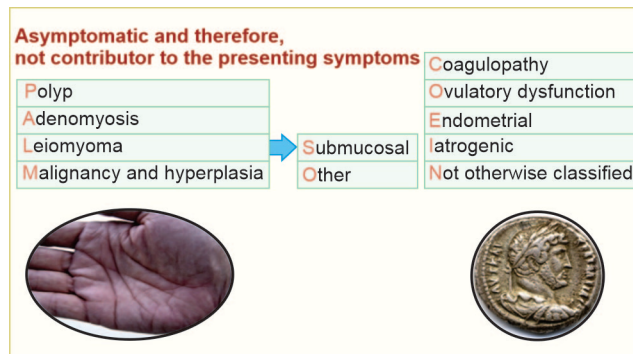 Asymptomatic and therefore,
not contributor to the presenting symptoms
Polyp
Adenomyosis
Leiomyoma
Malignancy and hyperplasia
Submucosal
Other
Coagulopathy
Ovulatory dysfunction
Endometrial
Iatrogenic
Not otherwise classified